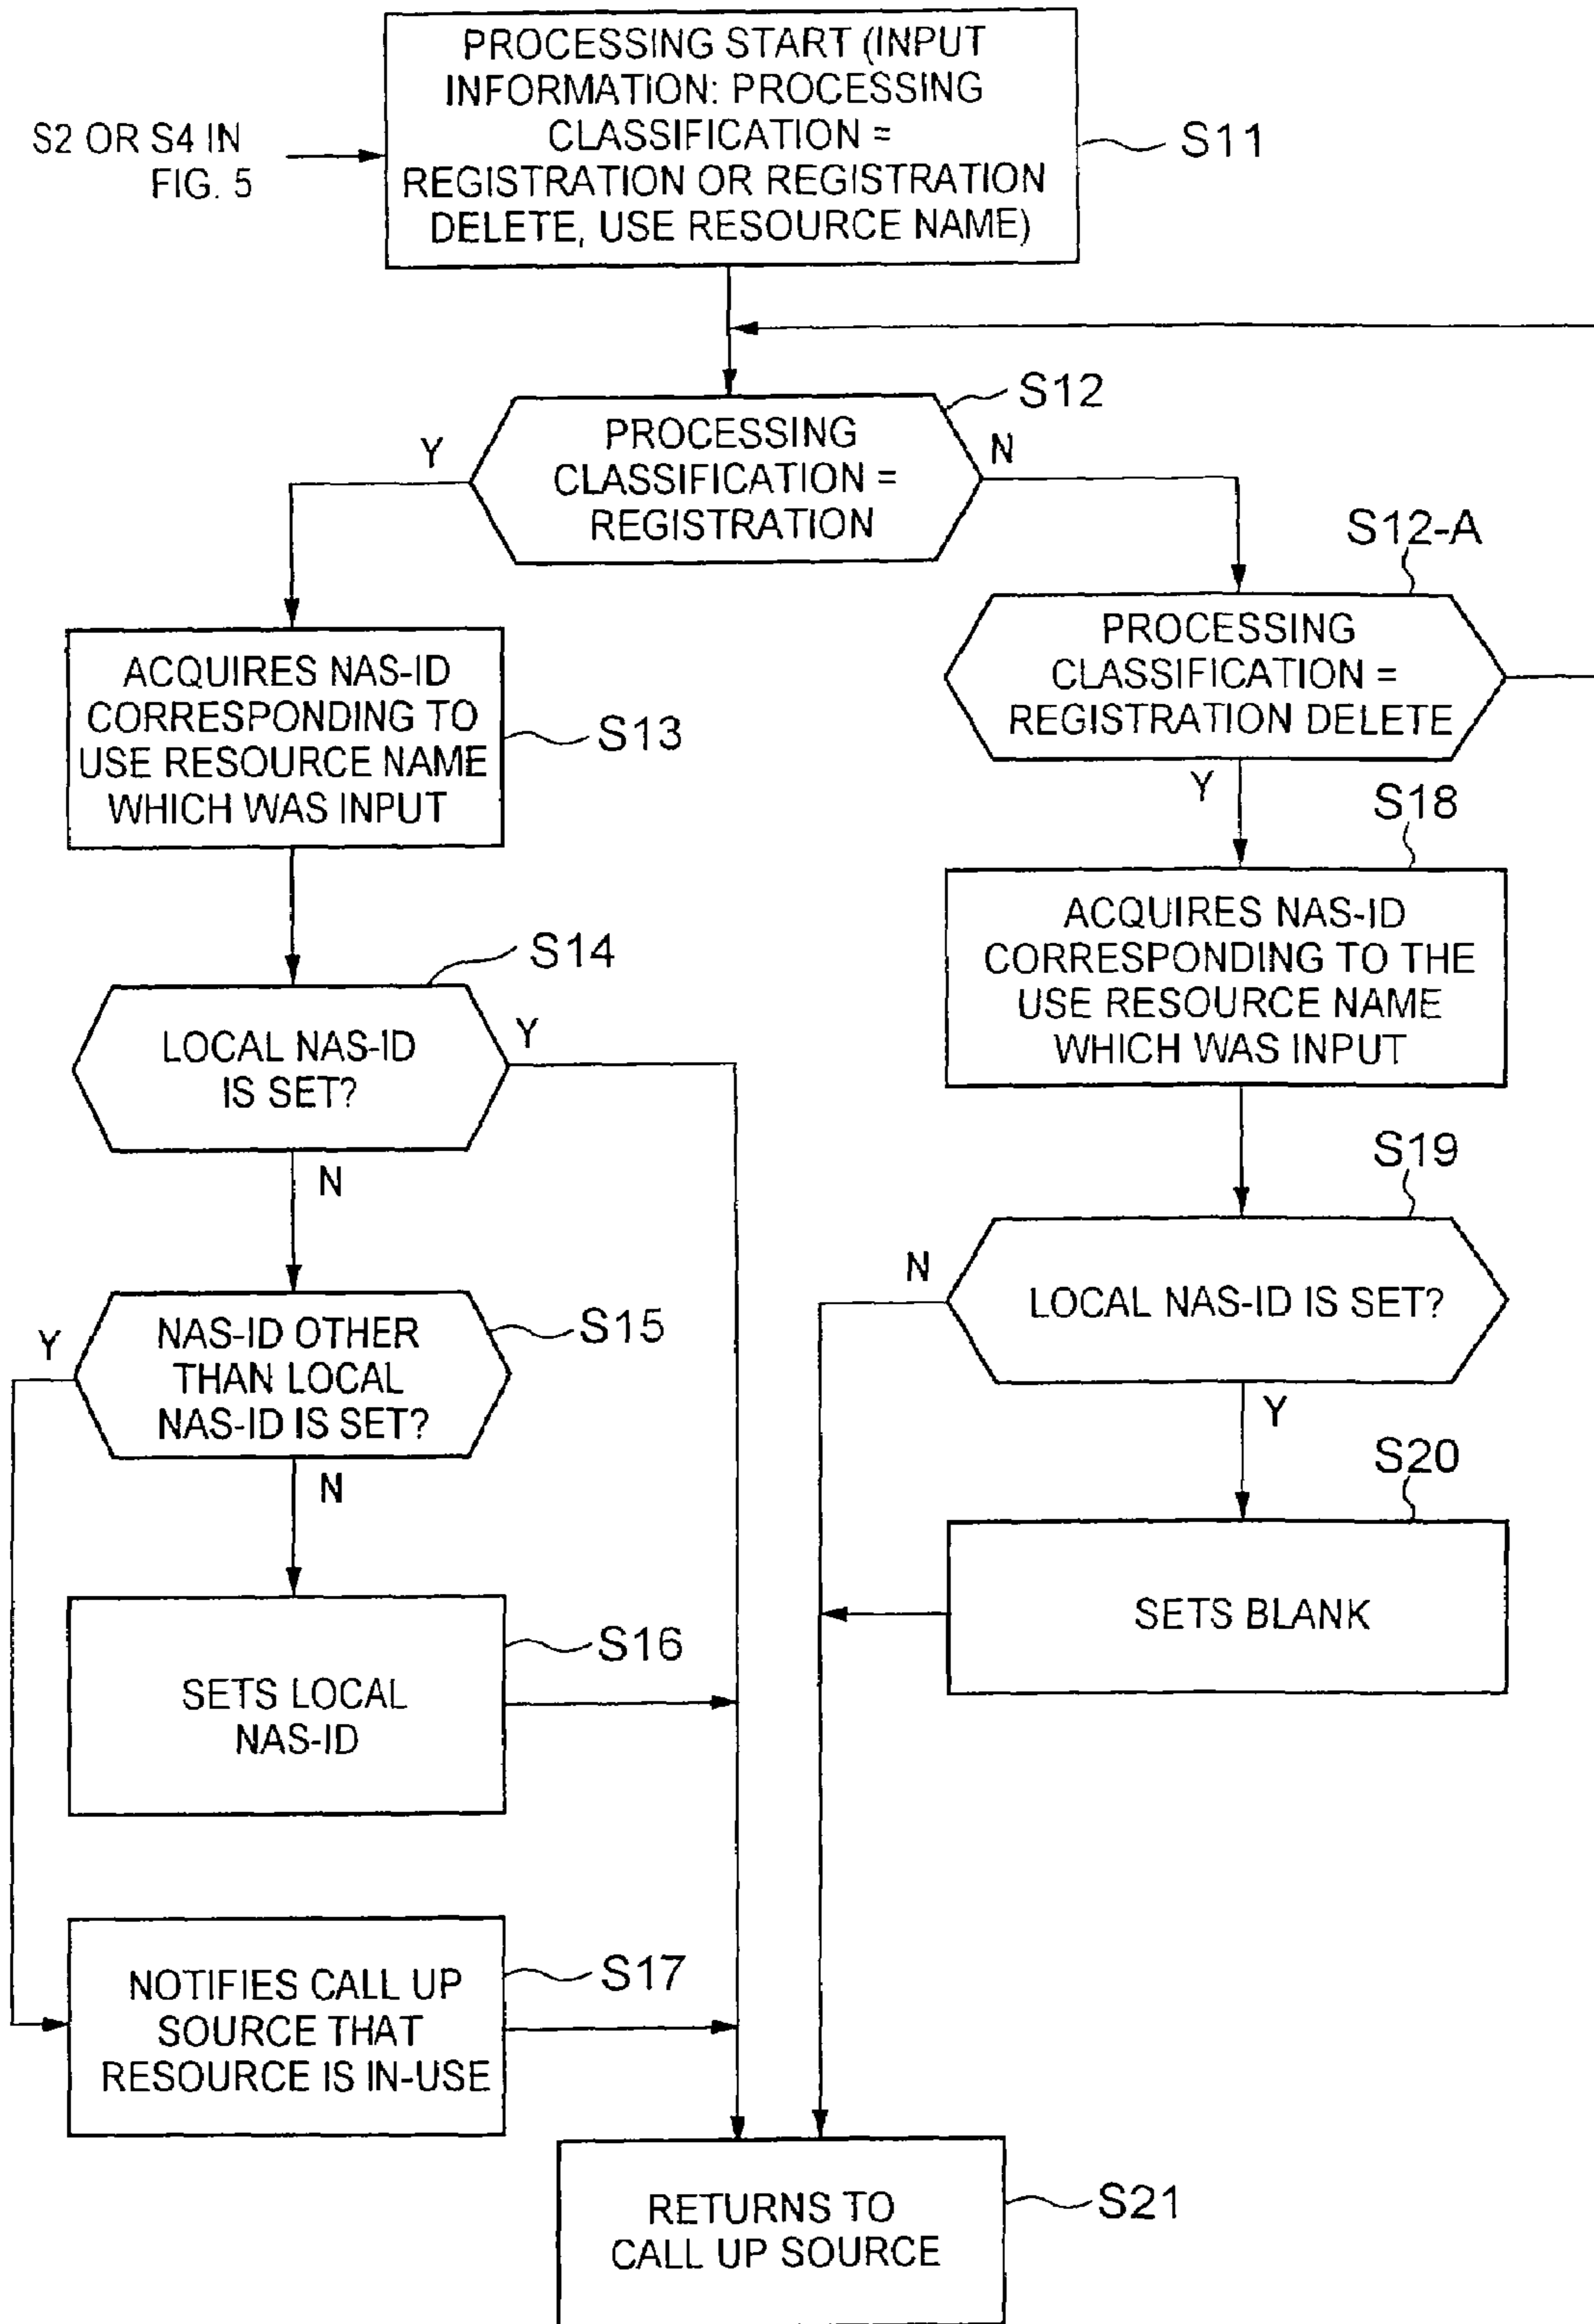 PROCESSING START (INPUT
INFORMATION: PROCESSING
CLASSIFICATION =
REGISTRATION OR REGISTRATION
DELETE, USE RESOURCE NAME)
S2 OR S4 IN
FIG. 5
S11
S12
PROCESSING
CLASSIFICATION =
REGISTRATION
Y
N
S12-A
PROCESSING
CLASSIFICATION =
REGISTRATION DELETE
Y
ACQUIRES NAS-ID
CORRESPONDING TO
USE RESOURCE NAME
WHICH WAS INPUT
S13
S18
ACQUIRES NAS-ID
CORRESPONDING TO THE
USE RESOURCE NAME
WHICH WAS INPUT
S14
LOCAL NAS-ID
IS SET?
Y
N
S19
LOCAL NAS-ID IS SET?
N
Y
S15
NAS-ID OTHER
THAN LOCAL
NAS-ID IS SET?
Y
N
S20
SETS BLANK
S16
SETS LOCAL
NAS-ID
S17
NOTIFIES CALL UP
SOURCE THAT
RESOURCE IS IN-USE
S21
RETURNS TO
CALL UP SOURCE